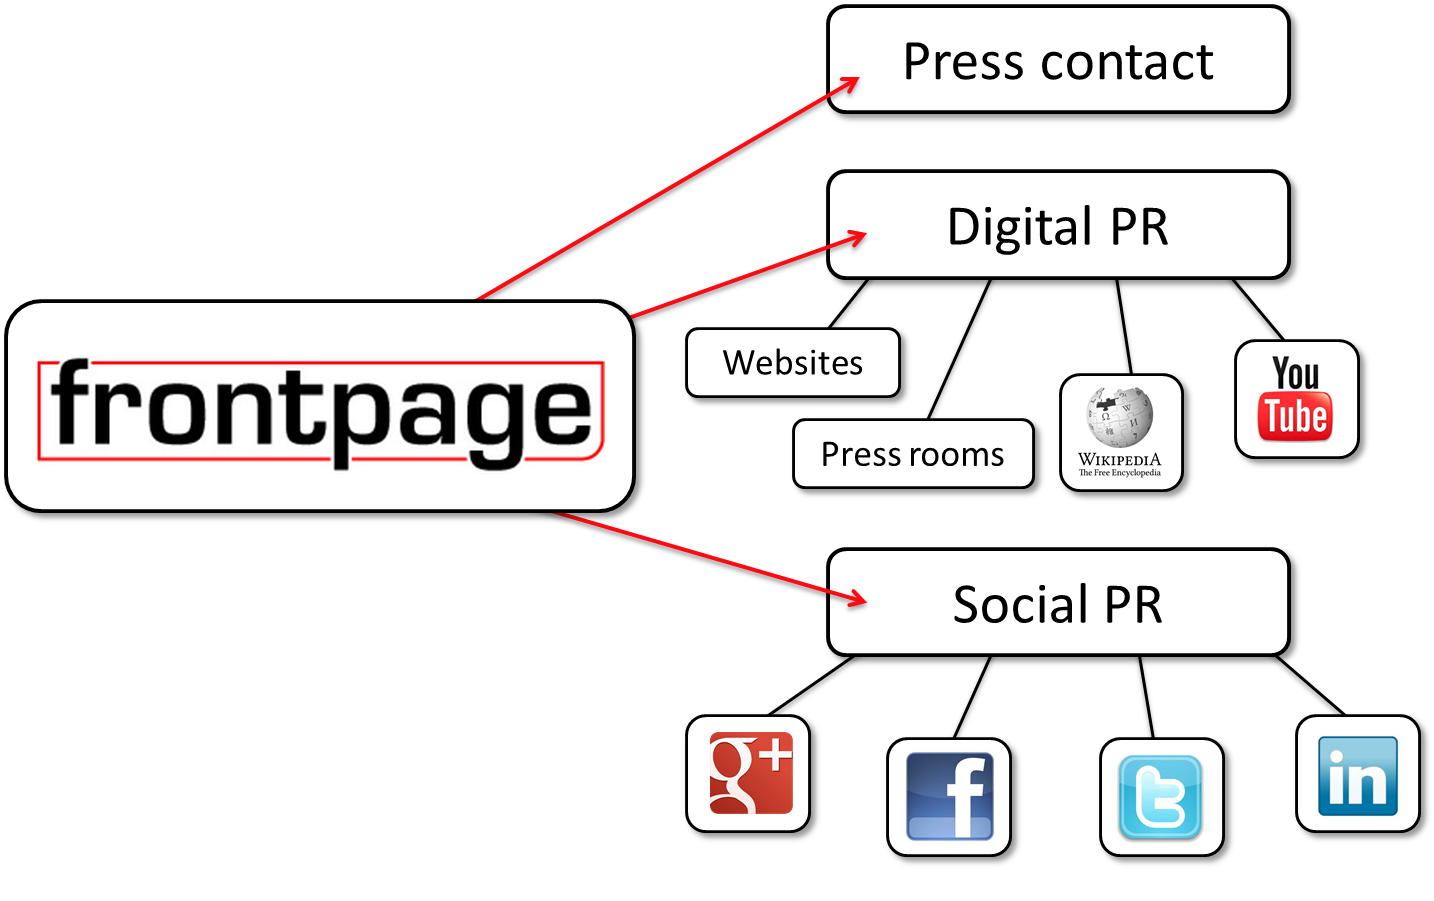 Press contact
Digital PR
frontpage
Websites
Press rooms
WIKIPEDIA
The Free Encyclopedia
You
Tube
Social PR
g+
f
t
in